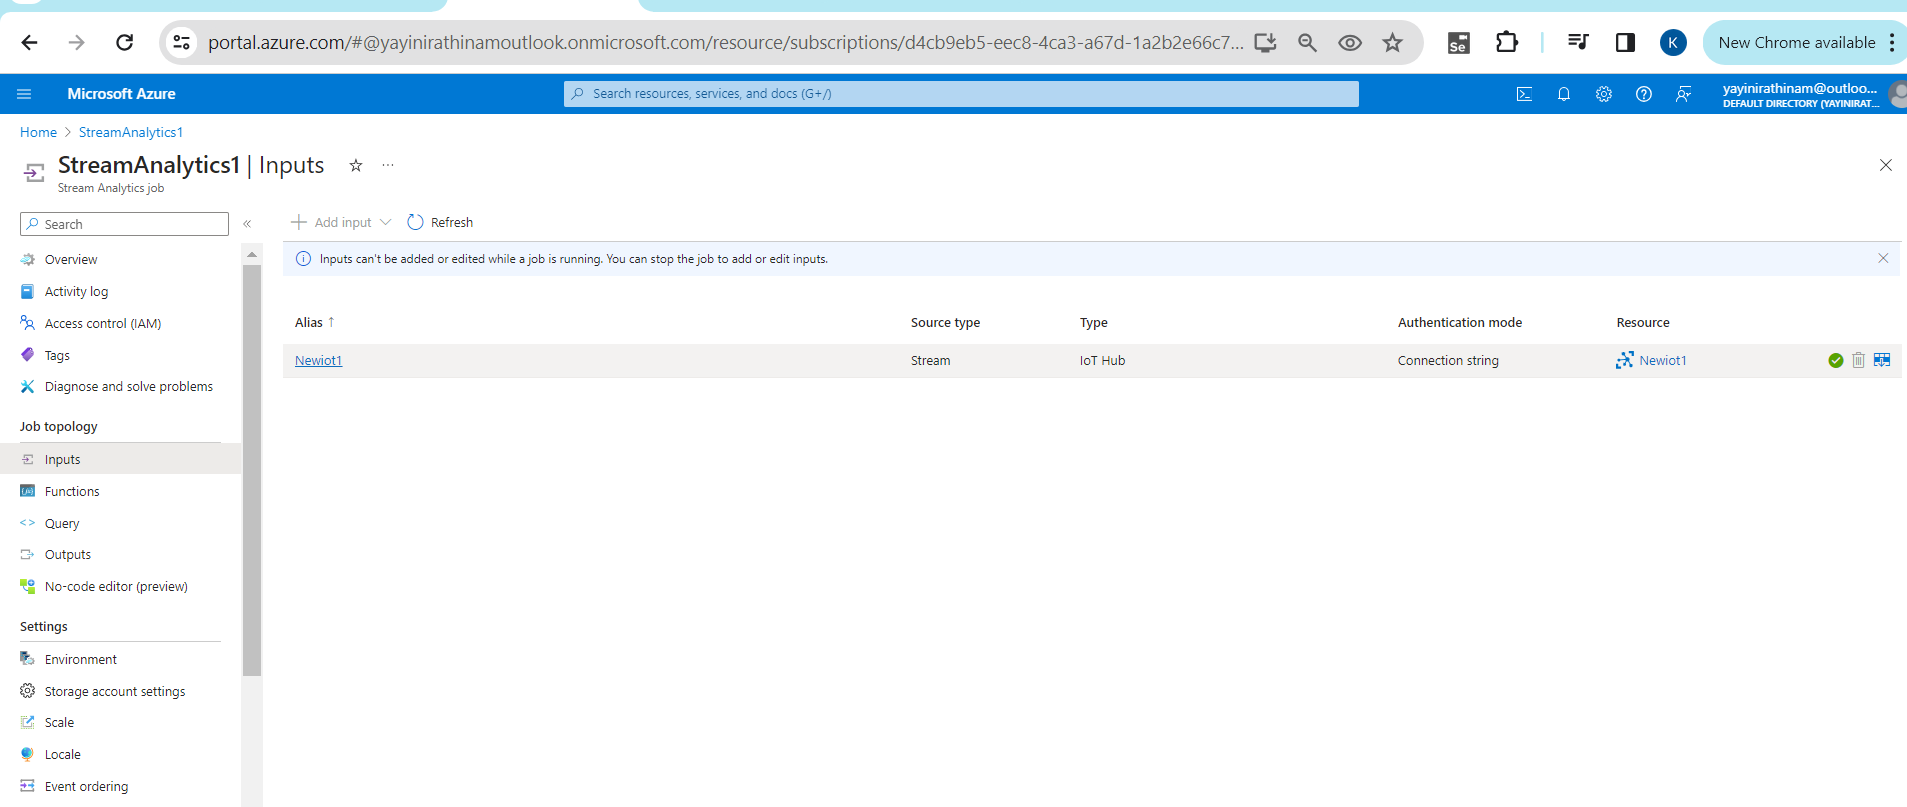 portal.azure.com/#@yayinirathinamoutlook.onmicrosoft.com/resource/subscriptions/d4cb9eb5-eec8-4ca3-a67d-1a2b2e66c7...
Se
K
New Chrome available
Microsoft Azure
Search resources, services, and docs (G+/)
yayinirathinam@outloo...
DEFAULT DIRECTORY (YAYINIRAT...
Home > StreamAnalytics1
StreamAnalytics1 | Inputs
Stream Analytics job
Search
Add input
Refresh
Inputs can't be added or edited while a job is running. You can stop the job to add or edit inputs.
Overview
Activity log
Access control (IAM)
Tags
Diagnose and solve problems
Job topology
Inputs
Functions
Query
Outputs
No-code editor (preview)
Settings
Environment
Storage account settings
Scale
Locale
Event ordering
Alias ↑ Source type Type Authentication mode Resource
Newiot1 Stream IoT Hub Connection string Newiot1